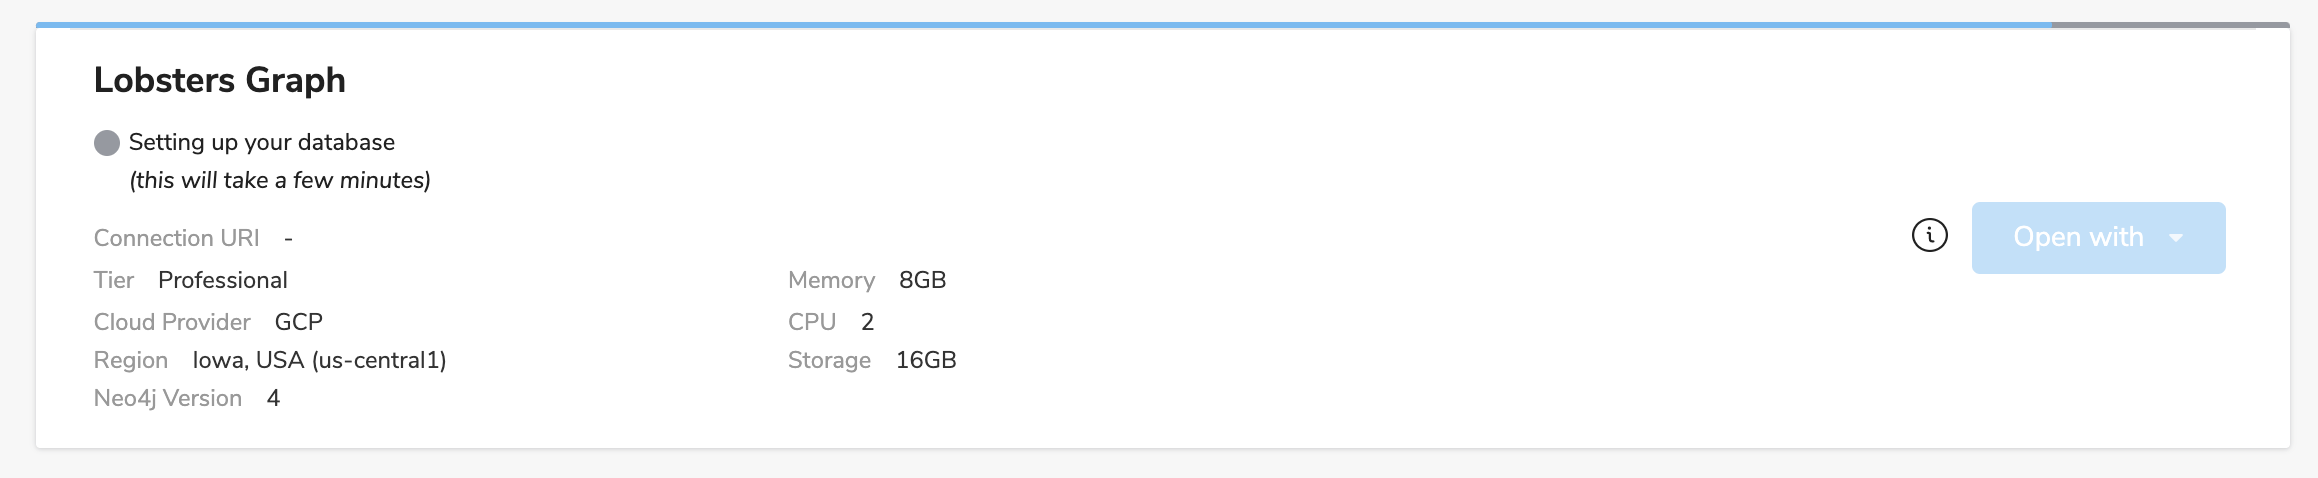 Lobsters Graph
Setting up your database
(this will take a few minutes)
Connection URI -
Tier Professional
Cloud Provider GCP
Region Iowa, USA (us-central1)
Neo4j Version 4
Memory 8GB
CPU 2
Storage 16GB
Open with